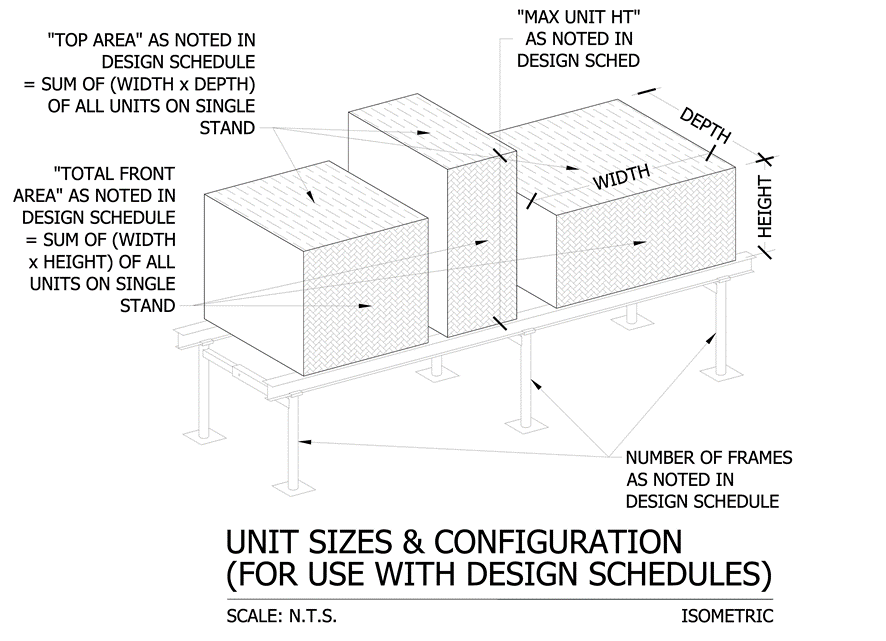 "TOP AREA" AS NOTED IN
DESIGN SCHEDULE
= SUM OF (WIDTH x DEPTH)
OF ALL UNITS ON SINGLE
STAND
"MAX UNIT HT"
AS NOTED IN
DESIGN SCHED
DEPTH
WIDTH
HEIGHT
"TOTAL FRONT
AREA" AS NOTED IN
DESIGN SCHEDULE
= SUM OF (WIDTH
x HEIGHT) OF ALL
UNITS ON SINGLE
STAND
NUMBER OF FRAMES
AS NOTED IN
DESIGN SCHEDULE
UNIT SIZES & CONFIGURATION
(FOR USE WITH DESIGN SCHEDULES)
SCALE: N.T.S.
ISOMETRIC